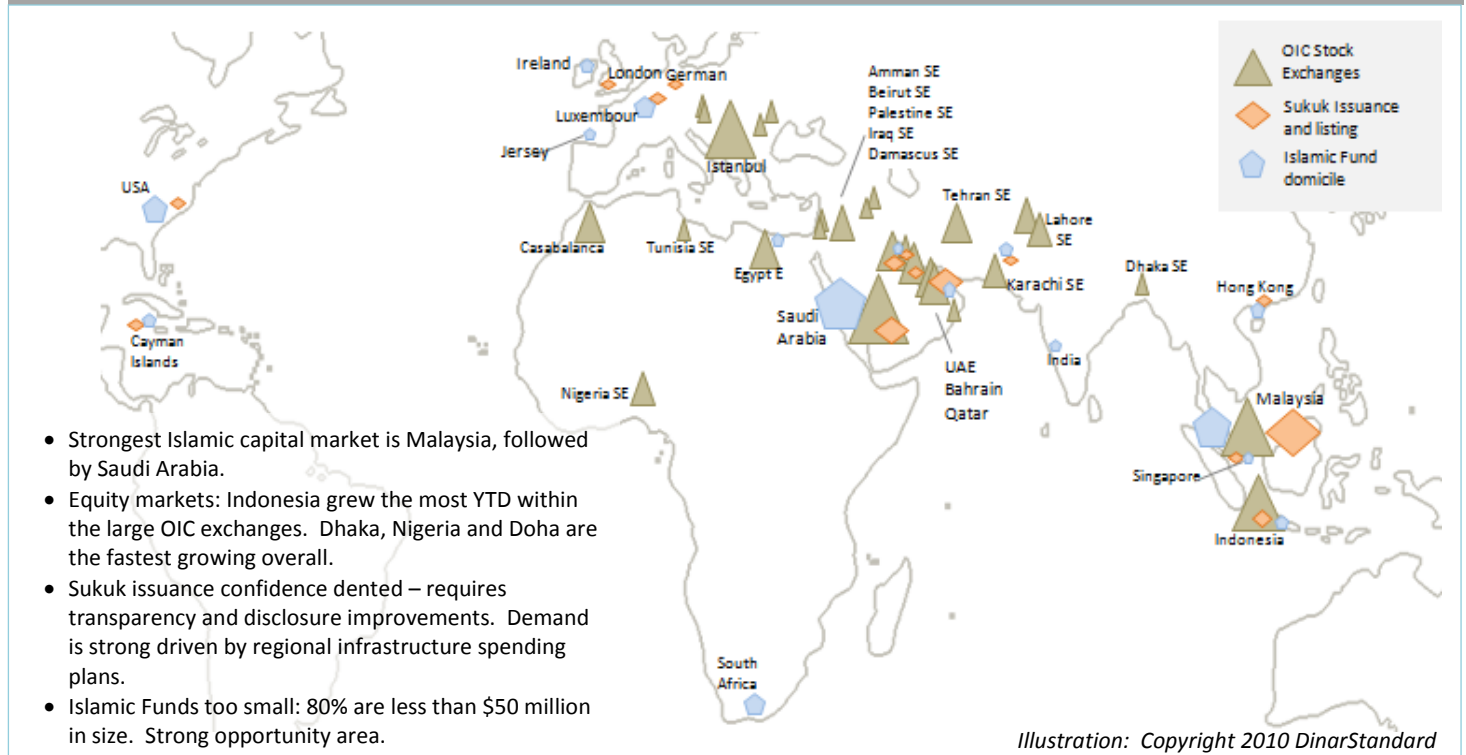 OIC Stock
Exchanges
Sukuk Issuance
and listing
Islamic Fund
domicile
Ireland
London
German
Luxembour
Jersey
Istanbul
Amman SE
Beirut SE
Palestine SE
Iraq SE
Damascus SE
USA
Tehran SE
Lahore
SE
Casabalanca
Tunisia SE
Egypt E
Karachi SE
Dhaka SE
Hong Kong
Saudi
Arabia
Cayman
Islands
India
UAE
Bahrain
Qatar
Nigeria SE
Malaysia
Singapore
Indonesia
South
Africa
• Strongest Islamic capital market is Malaysia, followed
by Saudi Arabia.
• Equity markets: Indonesia grew the most YTD within
the large OIC exchanges. Dhaka, Nigeria and Doha are
the fastest growing overall.
• Sukuk issuance confidence dented – requires
transparency and disclosure improvements. Demand
is strong driven by regional infrastructure spending
plans.
• Islamic Funds too small: 80% are less than $50 million
in size. Strong opportunity area.
Illustration: Copyright 2010 DinarStandard